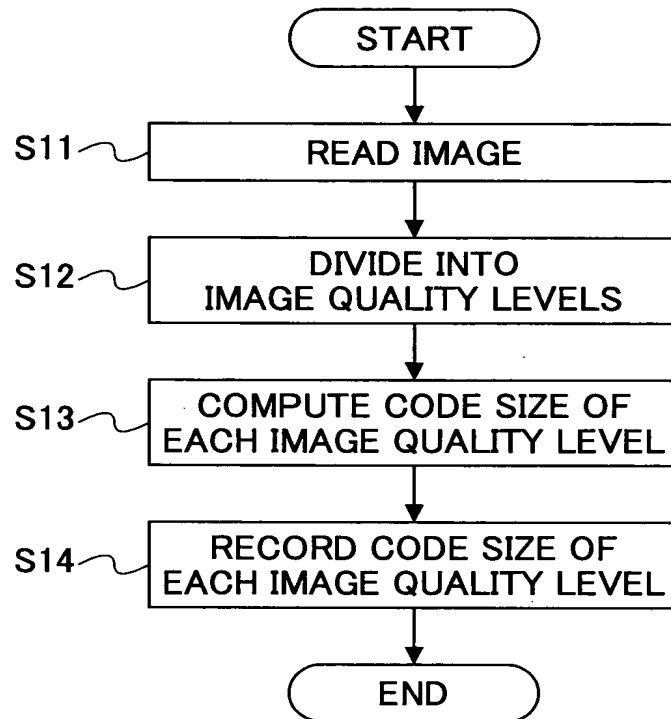 START
S11
READ IMAGE
S12
DIVIDE INTO
IMAGE QUALITY LEVELS
S13
COMPUTE CODE SIZE OF
EACH IMAGE QUALITY LEVEL
S14
RECORD CODE SIZE OF
EACH IMAGE QUALITY LEVEL
END